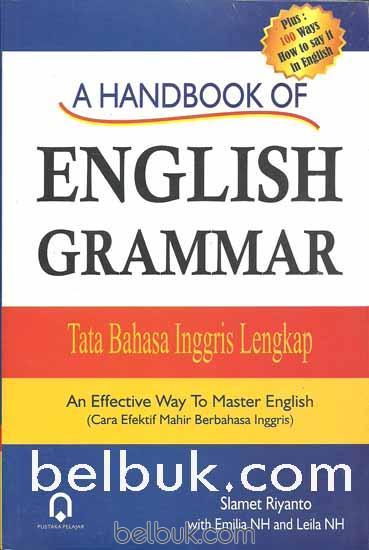 Plus :
100 Ways
How to say it
in English
A HANDBOOK OF
ENGLISH
GRAMMAR
Tata Bahasa Inggris Lengkap
An Effective Way To Master English
(Cara Efektif Mahir Berbahasa Inggris)
belbuk.com
PUSTAKA PELAJAR
Slamet Riyanto
with Emilia NH and Leila NH
belbuk.com